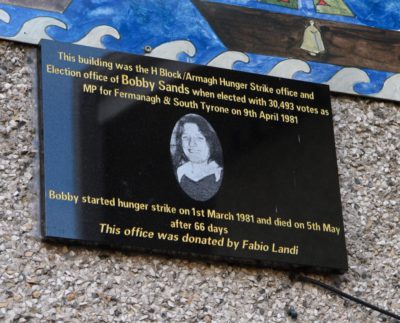 This building was the H Block/Armagh Hunger Strike office and
Election office of Bobby Sands when elected with 30,493 votes as
MP for Fermanagh & South Tyrone on 9th April 1981
Bobby started hunger strike on 1st March 1981 and died on 5th May
after 66 days
This office was donated by Fabio Landi